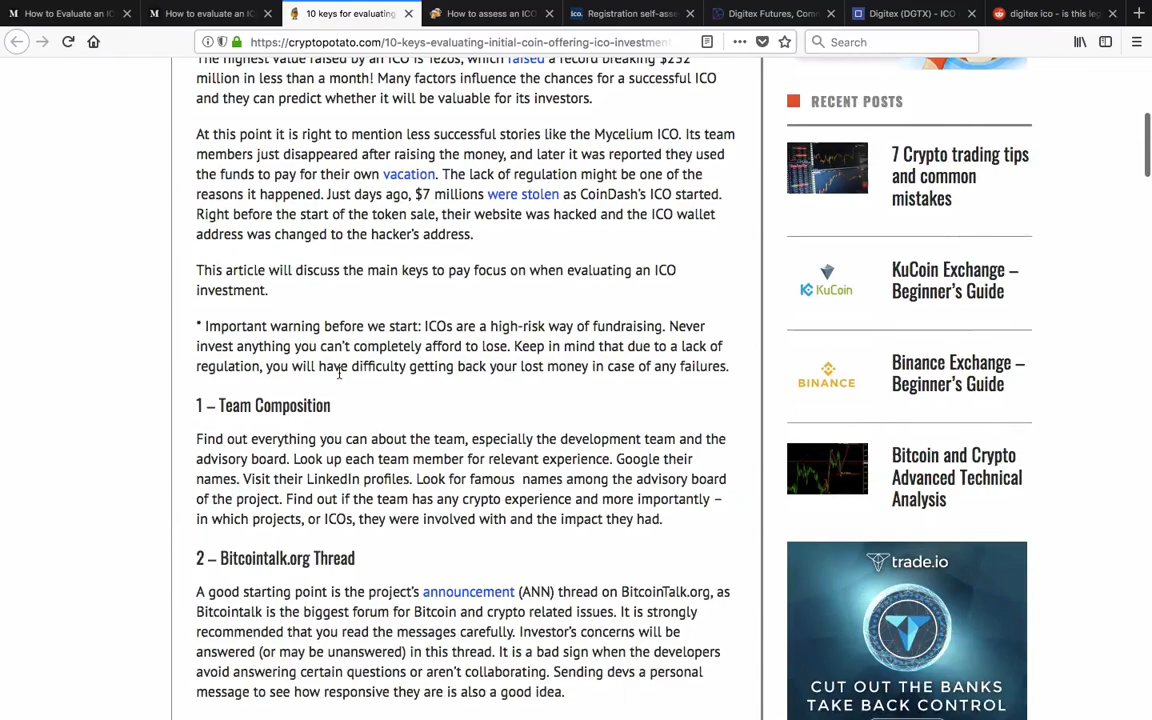 How to Evaluate an IC
How to evaluate an IC
10 keys for evaluating
How to assess an ICO
Registration self-asse
Digitex Futures, Comm
Digitex (DGTX) - ICO
digitex ico - is this leg
https://cryptopotato.com/10-keys-evaluating-initial-coin-offering-ico-investment
Search
The highest value raised by an ICO is Tezos, which raised a record breaking $232
million in less than a month! Many factors influence the chances for a successful ICO
and they can predict whether it will be valuable for its investors.
At this point it is right to mention less successful stories like the Mycelium ICO. Its team
members just disappeared after raising the money, and later it was reported they used
the funds to pay for their own vacation. The lack of regulation might be one of the
reasons it happened. Just days ago, $7 millions were stolen as CoinDash's ICO started.
Right before the start of the token sale, their website was hacked and the ICO wallet
address was changed to the hacker's address.
This article will discuss the main keys to pay focus on when evaluating an ICO
investment.
* Important warning before we start: ICOs are a high-risk way of fundraising. Never
invest anything you can't completely afford to lose. Keep in mind that due to a lack of
regulation, you will have difficulty getting back your lost money in case of any failures.
1 – Team Composition
Find out everything you can about the team, especially the development team and the
advisory board. Look up each team member for relevant experience. Google their
names. Visit their LinkedIn profiles. Look for famous names among the advisory board
of the project. Find out if the team has any crypto experience and more importantly –
in which projects, or ICOs, they were involved with and the impact they had.
2 – Bitcointalk.org Thread
A good starting point is the project's announcement (ANN) thread on BitcoinTalk.org, as
Bitcointalk is the biggest forum for Bitcoin and crypto related issues. It is strongly
recommended that you read the messages carefully. Investor's concerns will be
answered (or may be unanswered) in this thread. It is a bad sign when the developers
avoid answering certain questions or aren't collaborating. Sending devs a personal
message to see how responsive they are is also a good idea.
RECENT POSTS
7 Crypto trading tips
and common
mistakes
KuCoin
KuCoin Exchange –
Beginner's Guide
BINANCE
Binance Exchange –
Beginner's Guide
Bitcoin and Crypto
Advanced Technical
Analysis
trade.io
CUT OUT THE BANKS
TAKE BACK CONTROL